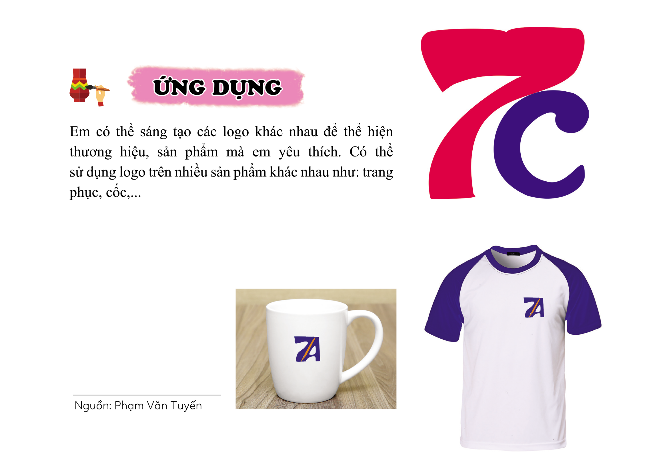 7c
ỨNG DỤNG
Em có thể sáng tạo các logo khác nhau để thể hiện
thương hiệu, sản phẩm mà em yêu thích. Có thể
sử dụng logo trên nhiều sản phẩm khác nhau như: trang
phục, cốc,...
7A
7A
Nguồn: Phạm Văn Tuyến